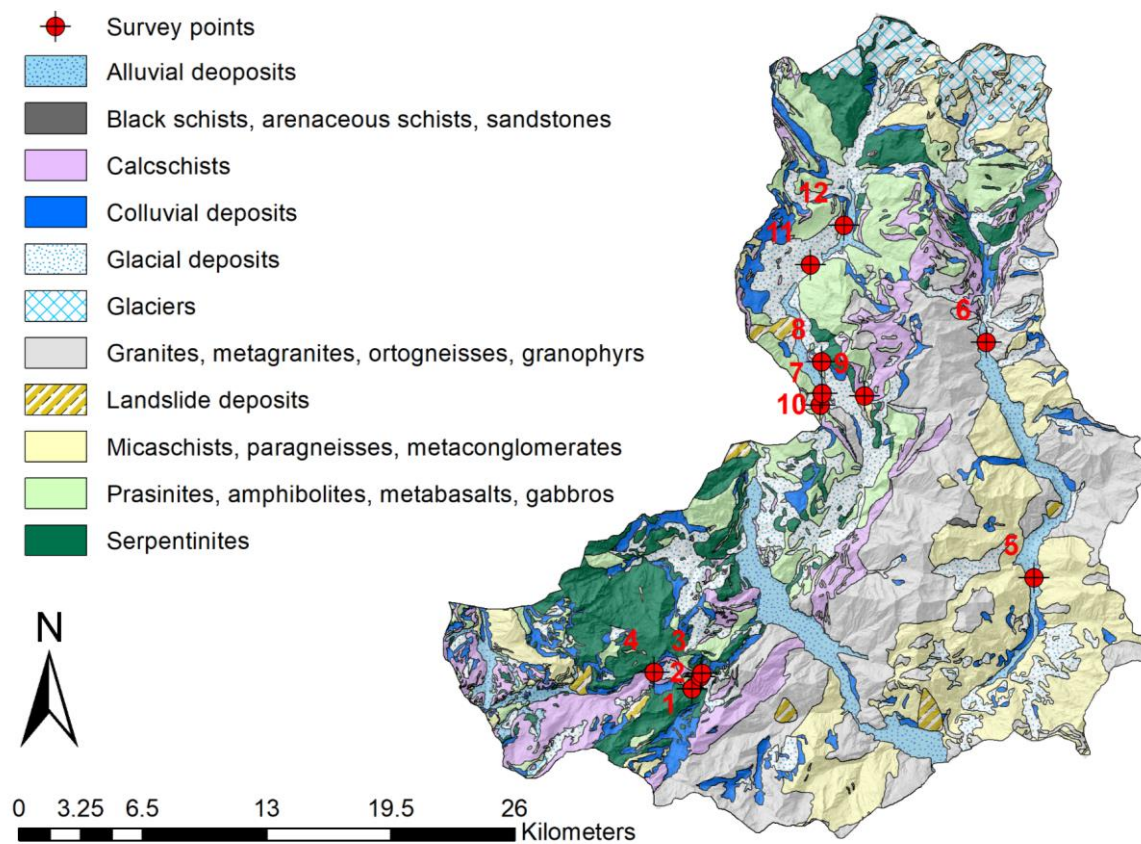 Survey points
Alluvial deoposits
Black schists, arenaceous schists, sandstones
Calcschists
Colluvial deposits
Glacial deposits
Glaciers
Granites, metagranites, ortogneisses, granophyrs
Landslide deposits
Micaschists, paragneisses, metaconglomerates
Prasinites, amphibolites, metabasalts, gabbros
Serpentinites
N
0 3.25 6.5 13 19.5 26
Kilometers
12
11
6
8
9
7
10
5
4 3
2
1